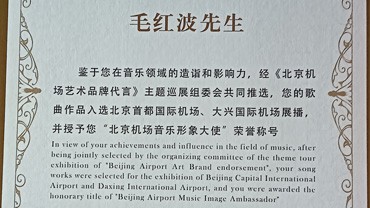 毛红波先生
鉴于您在音乐领域的造诣和影响力，经《北京机
场艺术品牌代言》主题巡展组委会共同推选，您的歌
曲作品入选北京首都国际机场、大兴国际机场展播，
并授予您“北京机场音乐形象大使”荣誉称号
In view of your achievements and influence in the field of music, after
being jointly selected by the organizing committee of the theme tour
exhibition of "Beijing Airport Art Brand endorsement", your song
works were selected for the exhibition of Beijing Capital International
Airport and Daxing International Airport, and you were awarded the
honorary title of "Beijing Airport Music Image Ambassador"